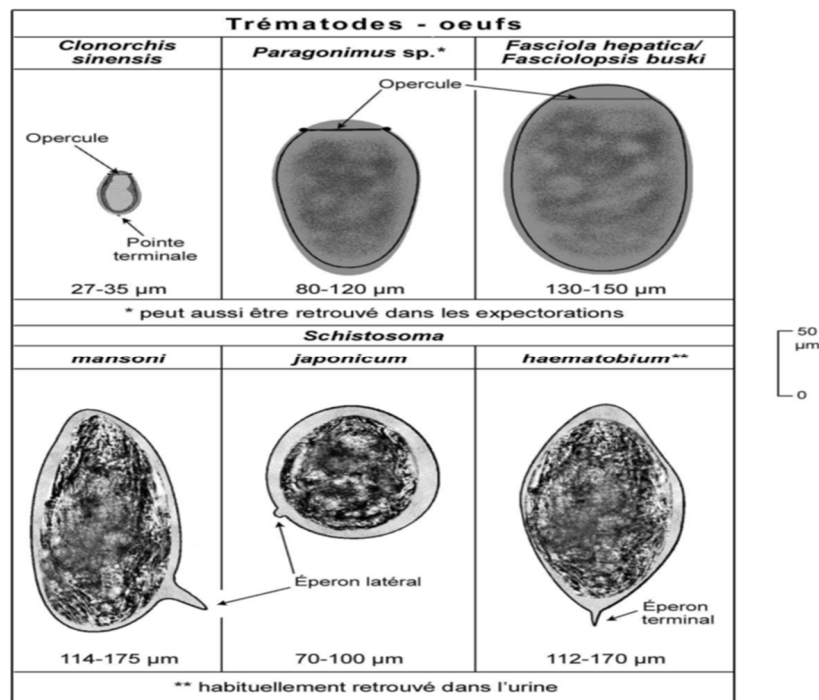 Trématodes - oeufs
Clonorchis sinensis
Paragonimus sp.*
Fasciola hepatica/
Fasciolopsis buski
Opercule
Opercule
Pointe
terminale
27-35 µm
80-120 µm
130-150 µm
* peut aussi être retrouvé dans les expectorations
Schistosoma
mansoni
japonicum
haematobium**
50
µm
0
Éperon latéral
Éperon
terminal
114-175 µm
70-100 µm
112-170 µm
** habituellement retrouvé dans l'urine